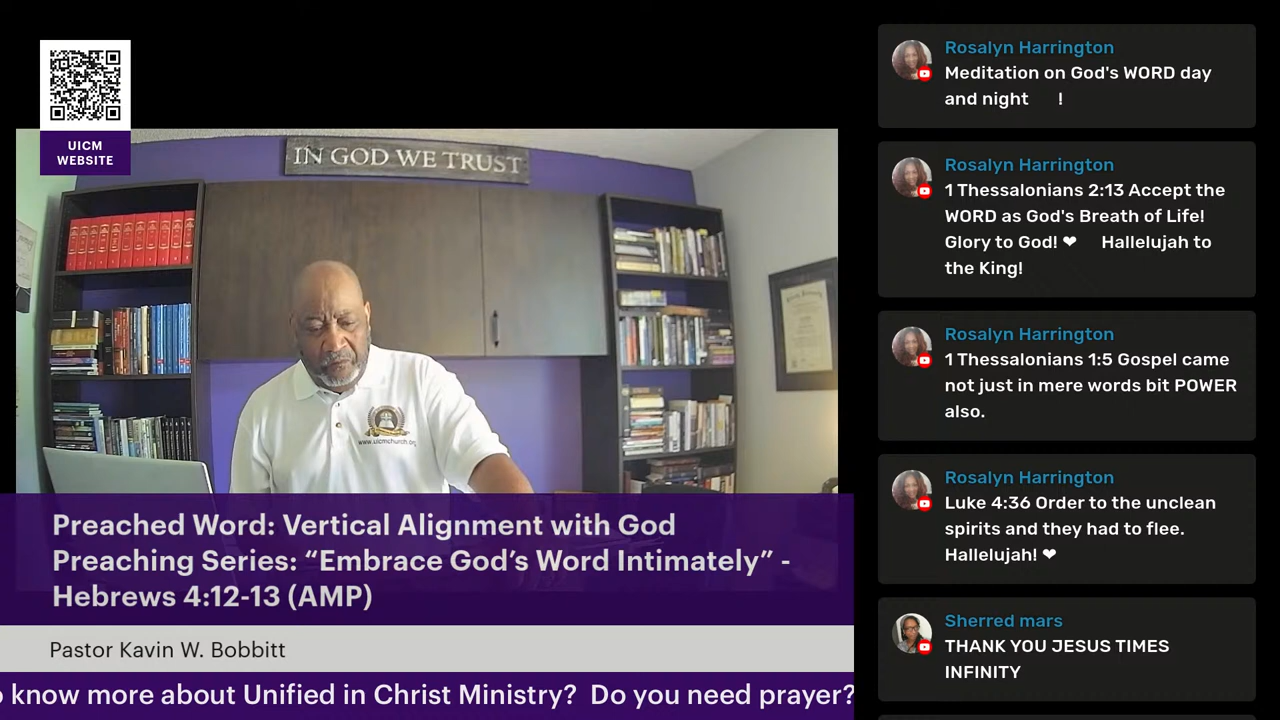 UICM
WEBSITE
IN GOD WE TRUST
www.uicmchurch.org
Preached Word: Vertical Alignment with God
Preaching Series: “Embrace God’s Word Intimately” -
Hebrews 4:12-13 (AMP)
Pastor Kavin W. Bobbitt
know more about Unified in Christ Ministry? Do you need prayer?
Rosalyn Harrington
Meditation on God's WORD day
and night !
Rosalyn Harrington
1 Thessalonians 2:13 Accept the
WORD as God's Breath of Life!
Glory to God! ❤ Hallelujah to
the King!
Rosalyn Harrington
1 Thessalonians 1:5 Gospel came
not just in mere words bit POWER
also.
Rosalyn Harrington
Luke 4:36 Order to the unclean
spirits and they had to flee.
Hallelujah! ❤
Sherred mars
THANK YOU JESUS TIMES
INFINITY